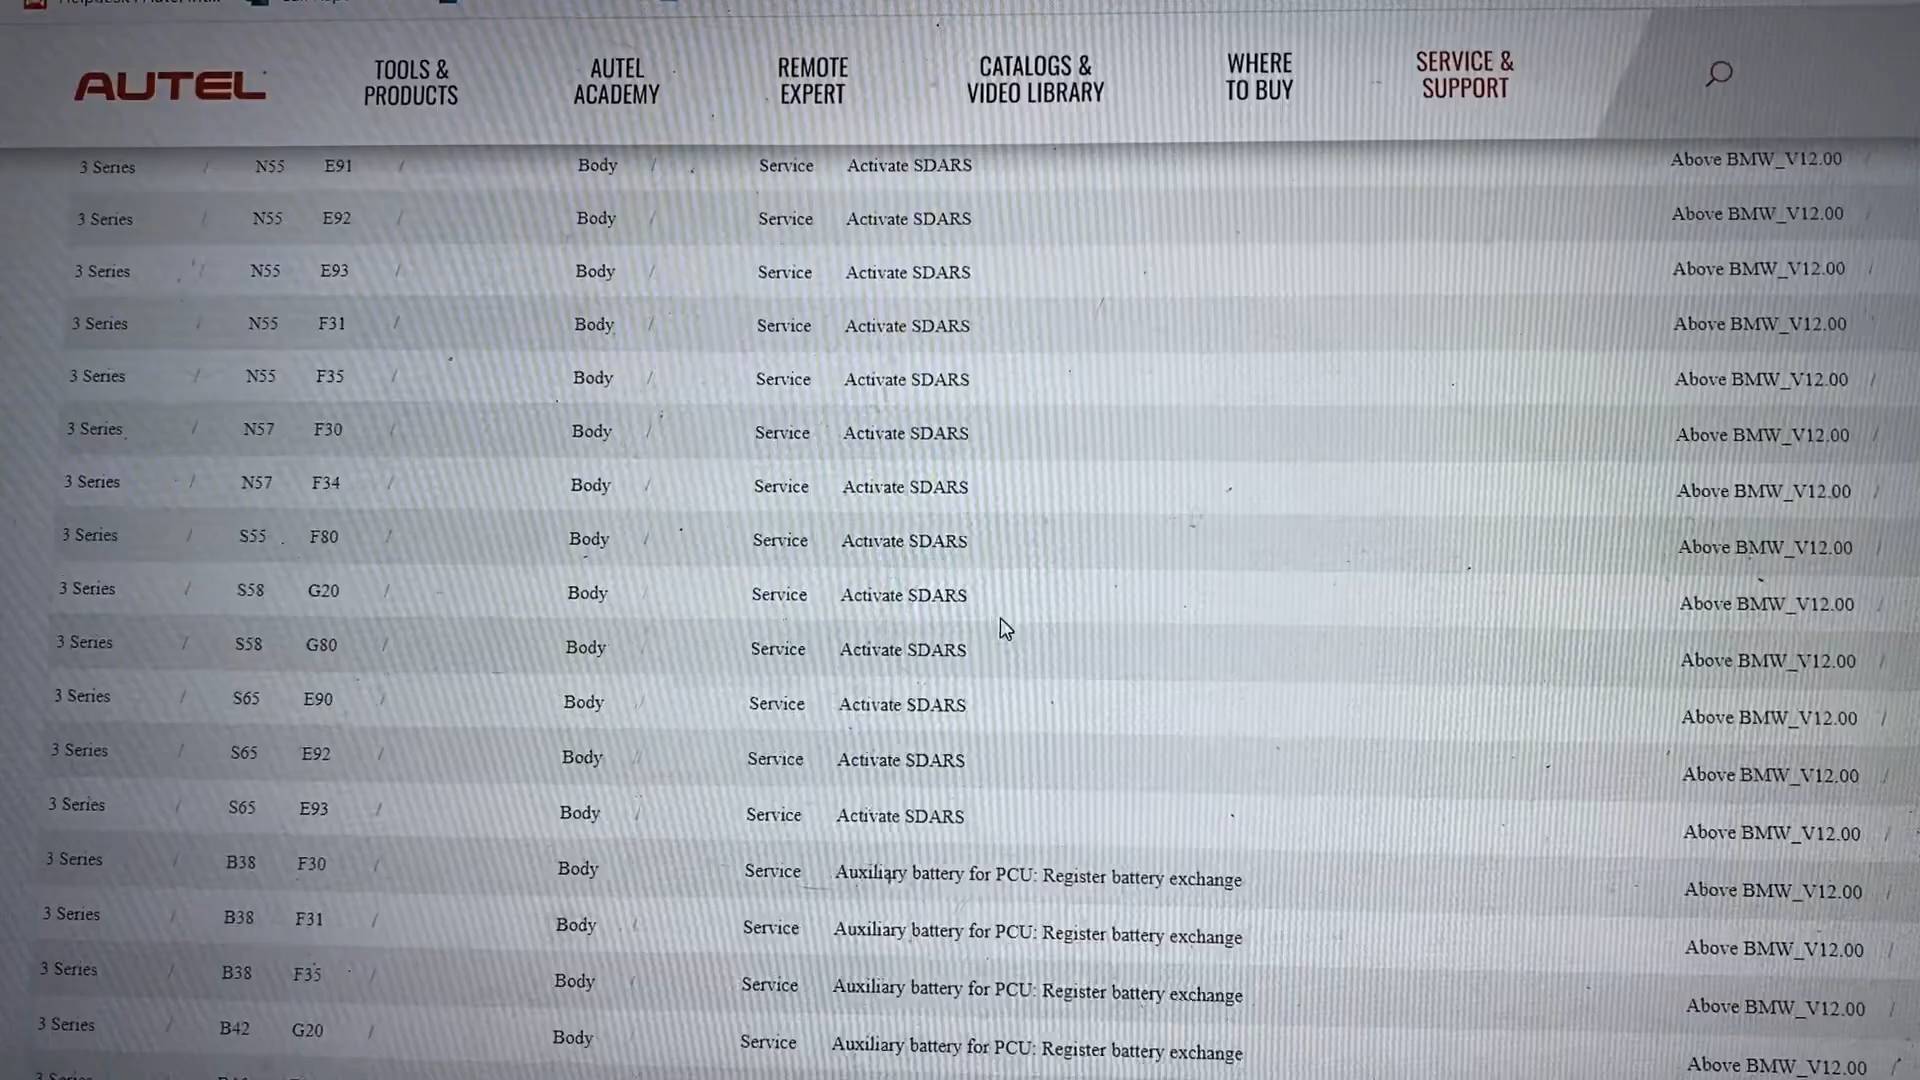 AUTEL
TOOLS &
PRODUCTS
AUTEL
ACADEMY
REMOTE
EXPERT
CATALOGS &
VIDEO LIBRARY
WHERE
TO BUY
SERVICE &
SUPPORT
3 Series / N55 E91 / Body / Service Activate SDARS Above BMW_V12.00 /
3 Series / N55 E92 / Body / Service Activate SDARS Above BMW_V12.00 /
3 Series / N55 E93 / Body / Service Activate SDARS Above BMW_V12.00 /
3 Series / N55 F31 / Body / Service Activate SDARS Above BMW_V12.00 /
3 Series / N55 F35 / Body / Service Activate SDARS Above BMW_V12.00 /
3 Series / N57 F30 / Body / Service Activate SDARS Above BMW_V12.00 /
3 Series / N57 F34 / Body / Service Activate SDARS Above BMW_V12.00 /
3 Series / S55 F80 / Body / Service Activate SDARS Above BMW_V12.00 /
3 Series / S58 G20 / Body / Service Activate SDARS Above BMW_V12.00 /
3 Series / S58 G80 / Body / Service Activate SDARS Above BMW_V12.00 /
3 Series / S65 E90 / Body / Service Activate SDARS Above BMW_V12.00 /
3 Series / S65 E92 / Body / Service Activate SDARS Above BMW_V12.00 /
3 Series / S65 E93 / Body / Service Activate SDARS Above BMW_V12.00 /
3 Series / B38 F30 / Body / Service Auxiliary battery for PCU: Register battery exchange Above BMW_V12.00 /
3 Series / B38 F31 / Body / Service Auxiliary battery for PCU: Register battery exchange Above BMW_V12.00 /
3 Series / B38 F35 / Body / Service Auxiliary battery for PCU: Register battery exchange Above BMW_V12.00 /
3 Series / B42 G20 / Body Service Auxiliary battery for PCU: Register battery exchange Above BMW_V12.00 /
3 Series